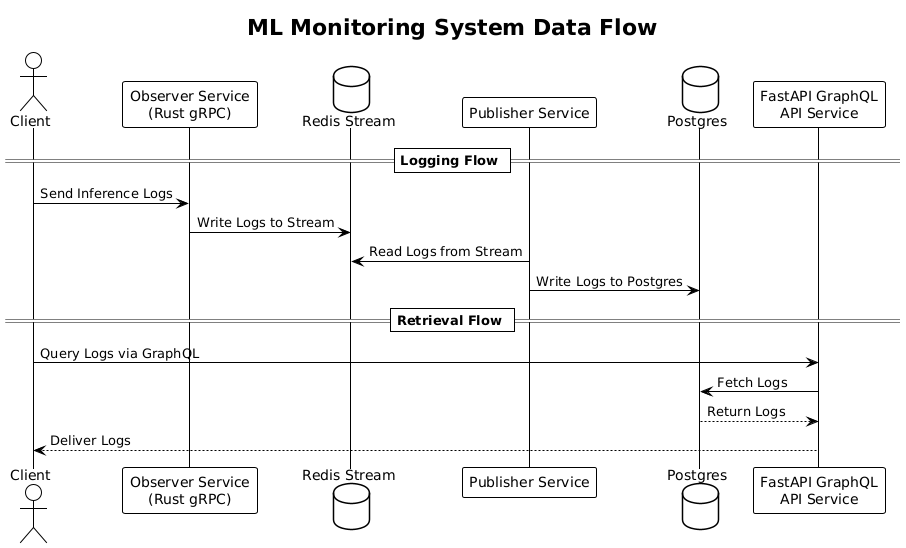 ML Monitoring System Data Flow
Client
Observer Service
(Rust gRPC)
Redis Stream
Publisher Service
Postgres
FastAPI GraphQL
API Service
Logging Flow
Send Inference Logs
Write Logs to Stream
Read Logs from Stream
Write Logs to Postgres
Retrieval Flow
Query Logs via GraphQL
Fetch Logs
Return Logs
Deliver Logs
Client
Observer Service
(Rust gRPC)
Redis Stream
Publisher Service
Postgres
FastAPI GraphQL
API Service